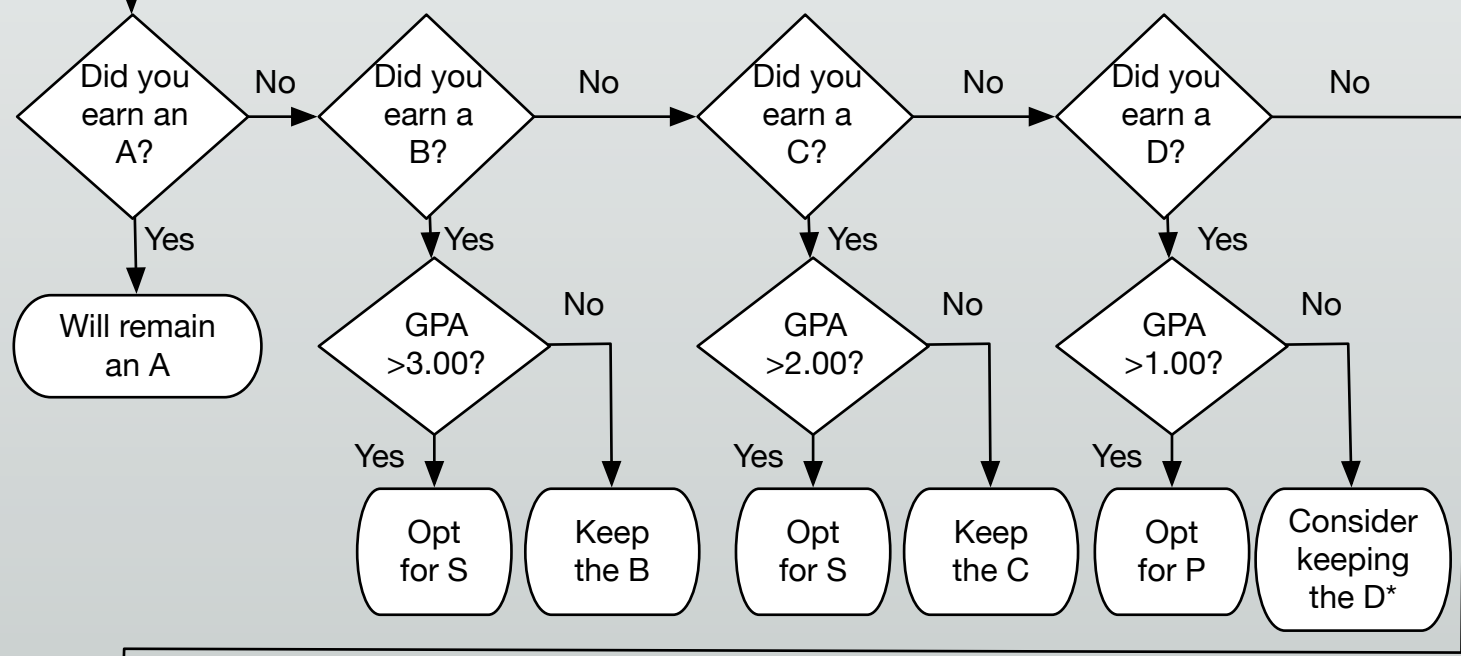 Did you
earn an
A?
No
Did you
earn a
B?
No
Did you
earn a
C?
No
Did you
earn a
D?
No
Yes
Yes
Yes
Yes
Will remain
an A
GPA
>3.00?
No
GPA
>2.00?
No
GPA
>1.00?
No
Yes
Yes
Yes
Opt
for S
Keep
the B
Opt
for S
Keep
the C
Opt
for P
Consider
keeping
the D*